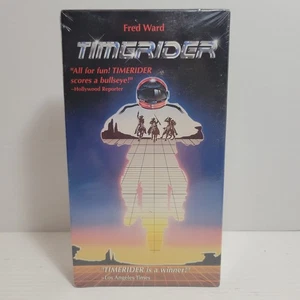 Fred Ward
TIMERIDER
"All for fun! TIMERIDER
scores a bullseye!"
-Hollywood Reporter
"TIMERIDER is a winner!"
-Los Angeles Times